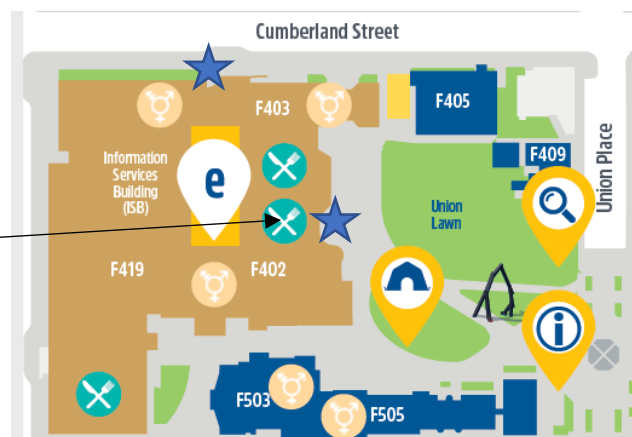 Cumberland Street
F403
F405
Information
Services
Building
(ISB)
e
F409
Union Place
Union
Lawn
F419
F402
i
F503
F505